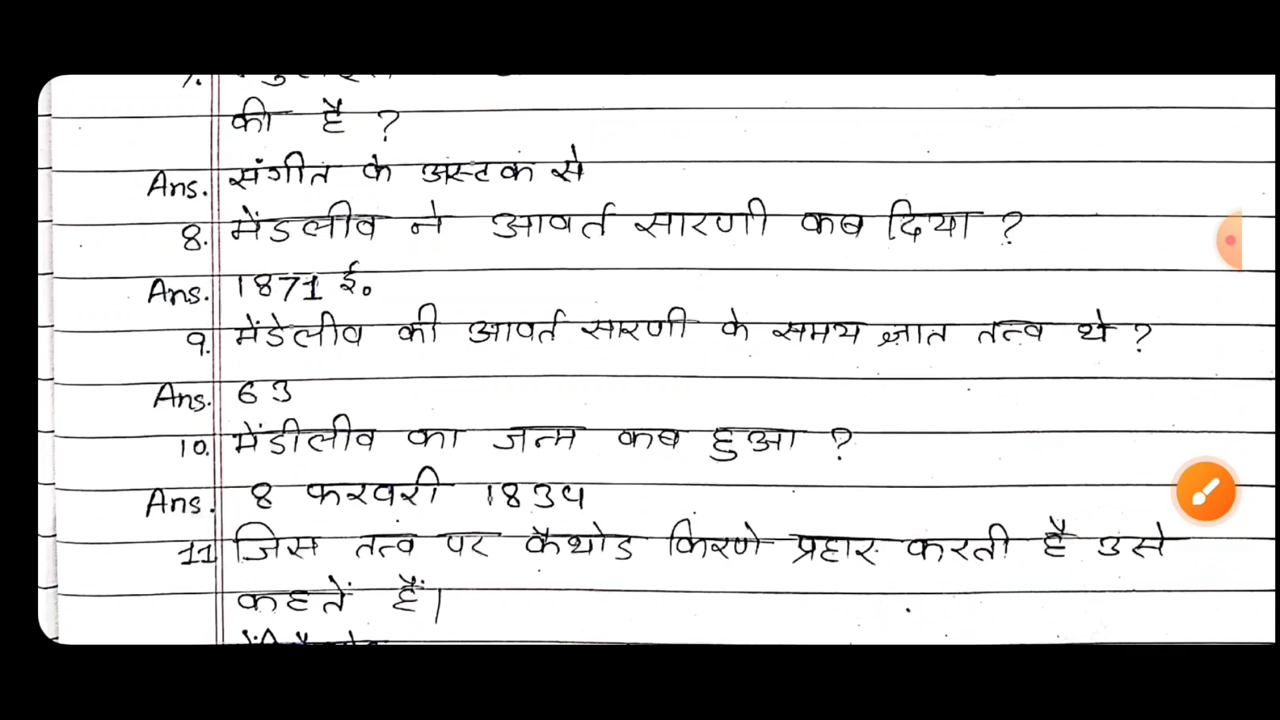 7.
की है ?
Ans. संगीत के अस्टक से
8. मेंडलीव ने आवर्त सारणी कब दिया ?
Ans. 1871 ई०
9. मेंडेलीव की आवर्त सारणी के समय ज्ञात तत्व थे ?
Ans. 63
10. मेंडीलीव का जन्म कब हुआ ?
Ans. 8 फरवरी 1834
11 जिस तत्व पर कैथोड किरणे प्रहार करती है उसे
कहतें हैं।